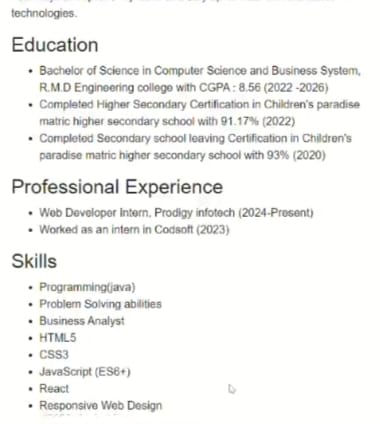 technologies.
Education
• Bachelor of Science in Computer Science and Business System,
R.M.D Engineering college with CGPA : 8.56 (2022 -2026)
• Completed Higher Secondary Certification in Children's paradise
matric higher secondary school with 91.17% (2022)
• Completed Secondary school leaving Certification in Children's
paradise matric higher secondary school with 93% (2020)
Professional Experience
• Web Developer Intern, Prodigy infotech (2024-Present)
• Worked as an intern in Codsoft (2023)
Skills
• Programming(java)
• Problem Solving abilities
• Business Analyst
• HTML5
• CSS3
• JavaScript (ES6+)
• React
• Responsive Web Design